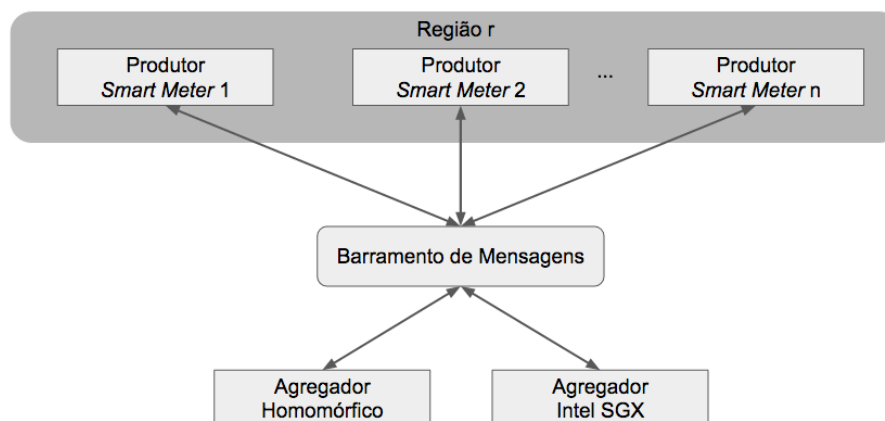 Região r
Produtor
Smart Meter 1
Produtor
Smart Meter 2
...
Produtor
Smart Meter n
Barramento de Mensagens
Agregador
Homomórfico
Agregador
Intel SGX